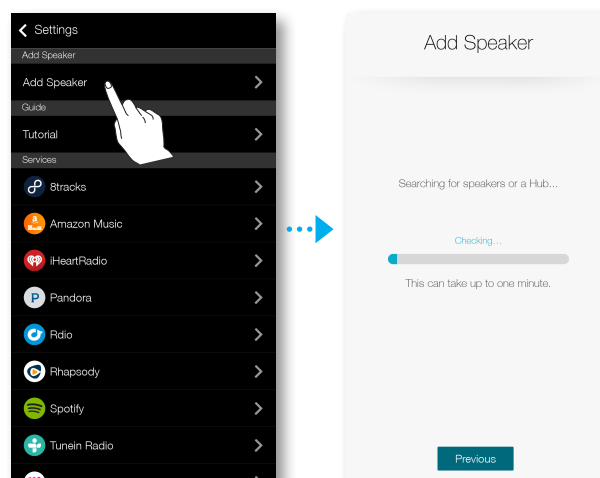 Settings
Add Speaker
Add Speaker
Guide
Tutorial
Services
8tracks
a
Amazon Music
iHeartRadio
P
Pandora
Rdio
Rhapsody
Spotify
Tunein Radio
Add Speaker
Searching for speakers or a Hub...
Checking...
This can take up to one minute.
Previous